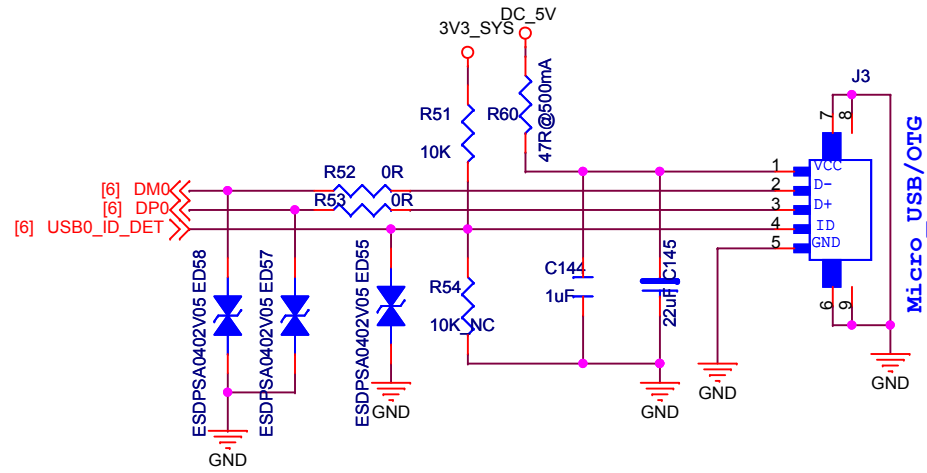 DC_5V
3V3_SYS
J3
R51
10K
R60
47R@500mA
7
8
R52
0R
1
VCC
[6]
DM0
2
D-
[6]
DP0
R53
0R
3
D+
[6]
USB0_ID_DET
4
ID
5
GND
Micro_USB/OTG
ESDPSA0402V05 ED58
ESDPSA0402V05 ED57
ESDPSA0402V05 ED55
R54
10K_NC
C144
1uF
22uF C145
6
9
GND
GND
GND
GND
GND